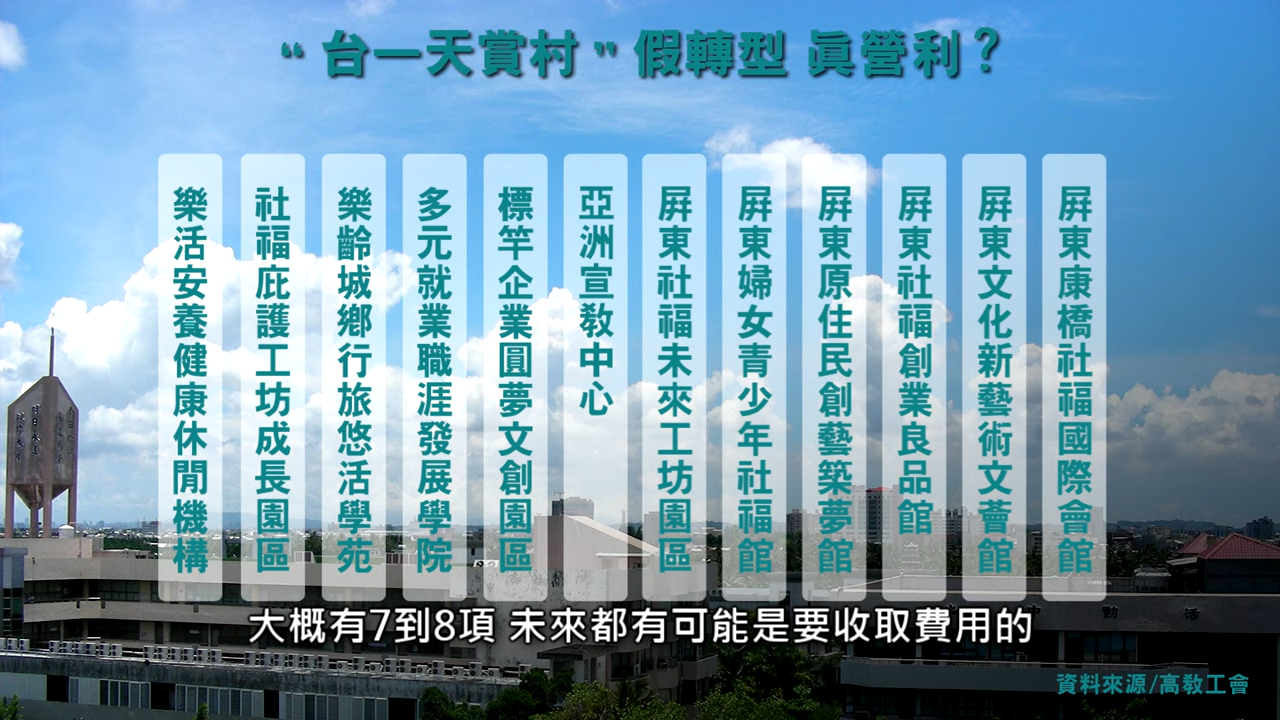 “台一天賞村”假轉型 眞營利？
屏東康橋社福國際會館
屏東文化新藝術文薈館
屏東社福創業良品館
屏東原住民創藝築夢館
屏東婦女青少年社福館
屏東社福未來工坊園區
亞洲宣教中心
標竿企業圓夢文創園區
多元就業職涯發展學院
樂齡城鄉行旅悠活學苑
社福庇護工坊成長園區
樂活安養健康休閒機構
大概有7到8項 未來都有可能是要收取費用的
資料來源/高教工會